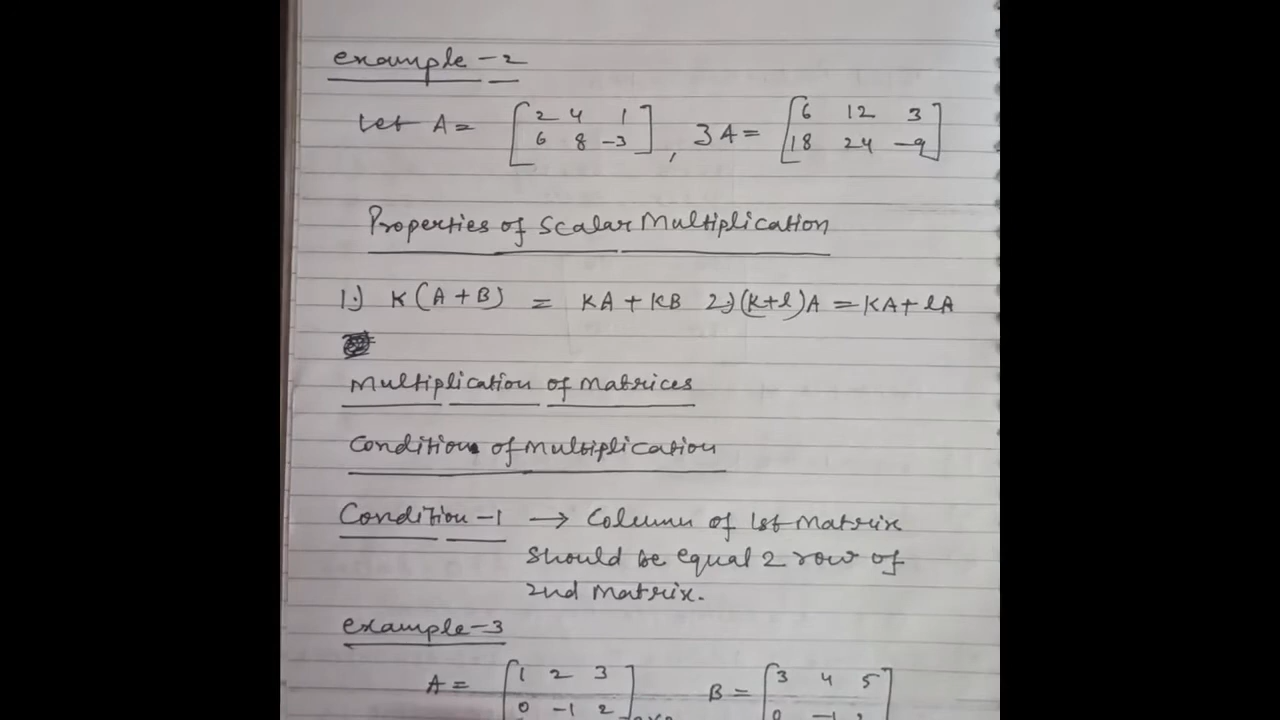 example-2
Let A = [2 4 1
6 8 -3], 3A = [6 12 3
18 24 -9]
Properties of Scalar Multiplication
1.) K(A+B) = KA + KB 2.) (K+l)A = KA + lA
Multiplication of Matrices
Condition of Multiplication
Condition-1 → Column of 1st Matrix
should be equal 2 row of
2nd Matrix.
example-3
A = [1 2 3 B = [3 4 5
0 -1 2